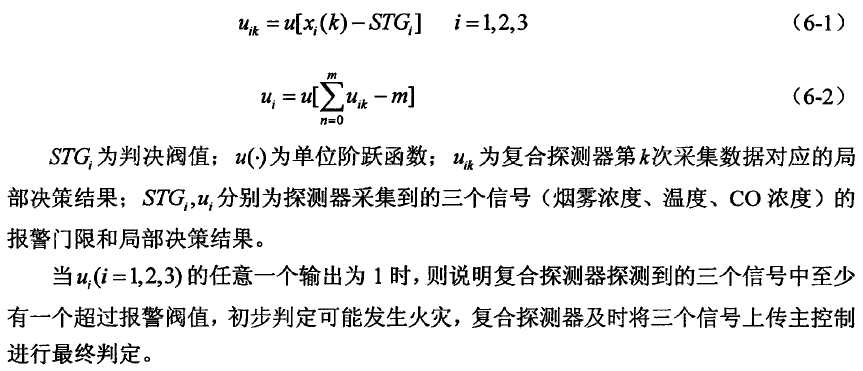 u_{ik} = u[x_i(k) − STG_i]    i = 1,2,3    （6-1）
u_i = u[∑_{n=0}^{m} u_{ik} − m]    （6-2）
STG_i 为判决阀值；u(·)为单位阶跃函数；u_{ik} 为复合探测器第k次采集数据对应的局
部决策结果；STG_i,u_i 分别为探测器采集到的三个信号（烟雾浓度、温度、CO 浓度）的
报警门限和局部决策结果。
当u_i(i=1,2,3)的任意一个输出为 1 时，则说明复合探测器探测到的三个信号中至少
有一个超过报警阀值，初步判定可能发生火灾，复合探测器及时将三个信号上传主控制
进行最终判定。